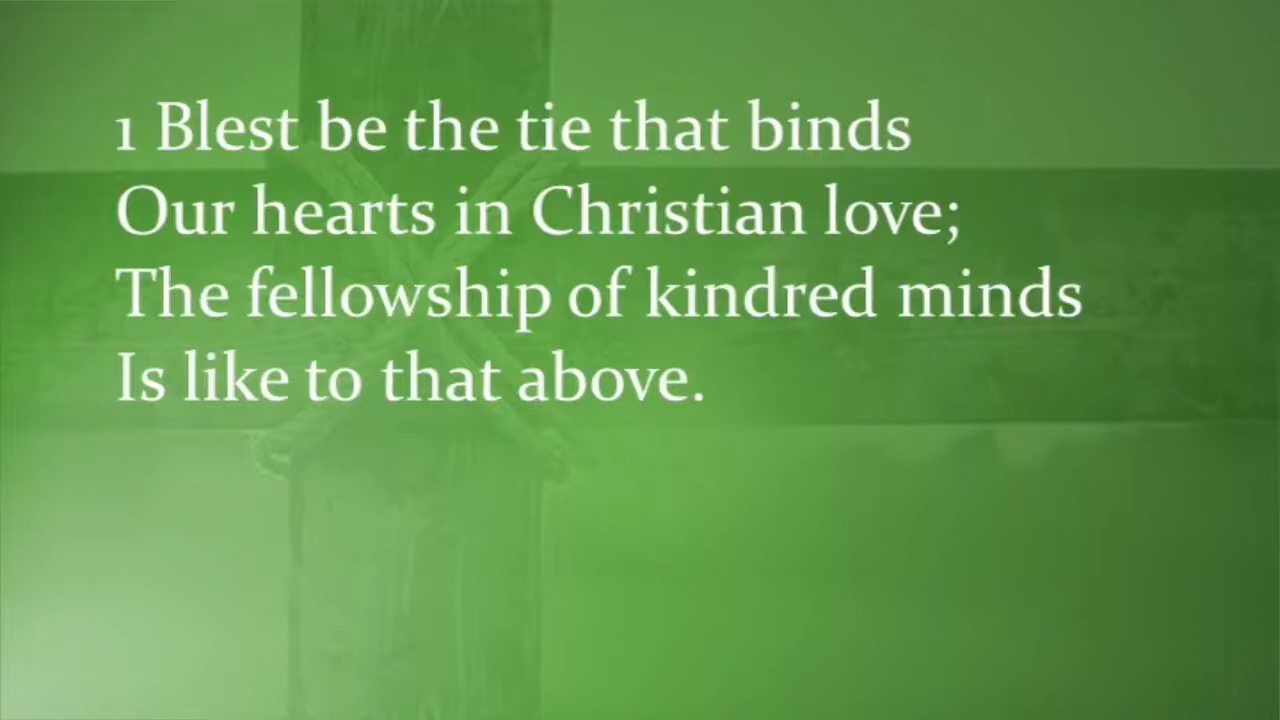 1 Blest be the tie that binds
Our hearts in Christian love;
The fellowship of kindred minds
Is like to that above.